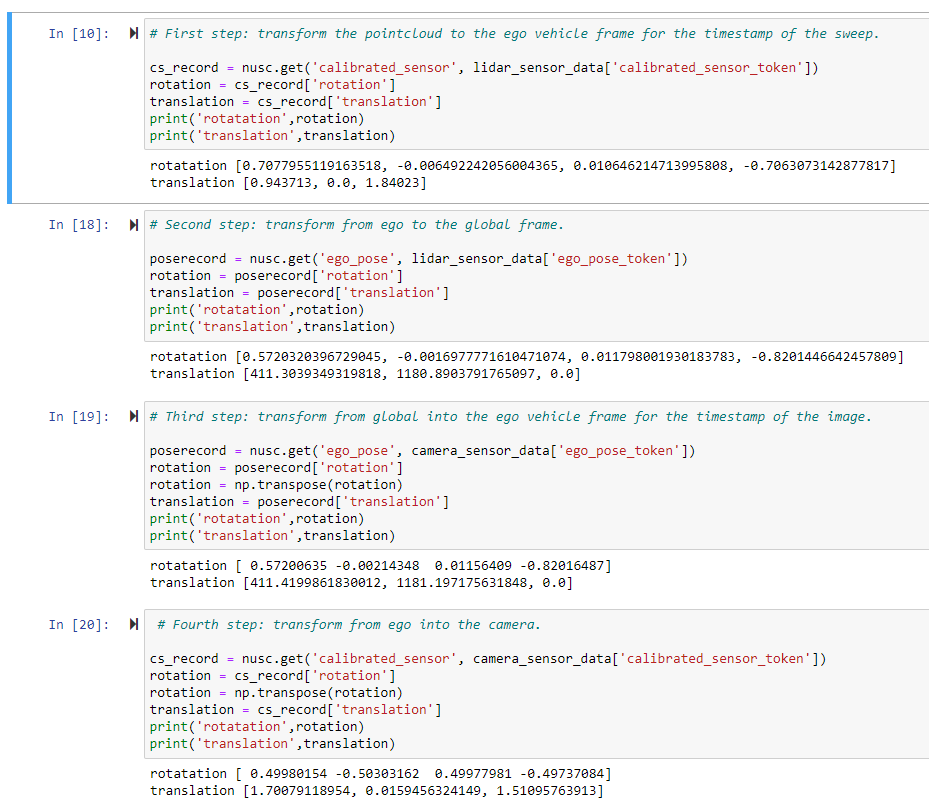 In [10]: # First step: transform the pointcloud to the ego vehicle frame for the timestamp of the sweep.
cs_record = nusc.get('calibrated_sensor', lidar_sensor_data['calibrated_sensor_token'])
rotation = cs_record['rotation']
translation = cs_record['translation']
print('rotatation',rotation)
print('translation',translation)
rotatation [0.7077955119163518, -0.006492242056004365, 0.010646214713995808, -0.7063073142877817]
translation [0.943713, 0.0, 1.84023]
In [18]: # Second step: transform from ego to the global frame.
poserecord = nusc.get('ego_pose', lidar_sensor_data['ego_pose_token'])
rotation = poserecord['rotation']
translation = poserecord['translation']
print('rotatation',rotation)
print('translation',translation)
rotatation [0.5720320396729045, -0.0016977771610471074, 0.011798001930183783, -0.8201446642457809]
translation [411.3039349319818, 1180.8903791765097, 0.0]
In [19]: # Third step: transform from global into the ego vehicle frame for the timestamp of the image.
poserecord = nusc.get('ego_pose', camera_sensor_data['ego_pose_token'])
rotation = poserecord['rotation']
rotation = np.transpose(rotation)
translation = poserecord['translation']
print('rotatation',rotation)
print('translation',translation)
rotatation [ 0.57200635 -0.00214348  0.01156409 -0.82016487]
translation [411.4199861830012, 1181.197175631848, 0.0]
In [20]: # Fourth step: transform from ego into the camera.
cs_record = nusc.get('calibrated_sensor', camera_sensor_data['calibrated_sensor_token'])
rotation = cs_record['rotation']
rotation = np.transpose(rotation)
translation = cs_record['translation']
print('rotatation',rotation)
print('translation',translation)
rotatation [ 0.49980154 -0.50303162  0.49977981 -0.49737084]
translation [1.70079118954, 0.0159456324149, 1.51095763913]